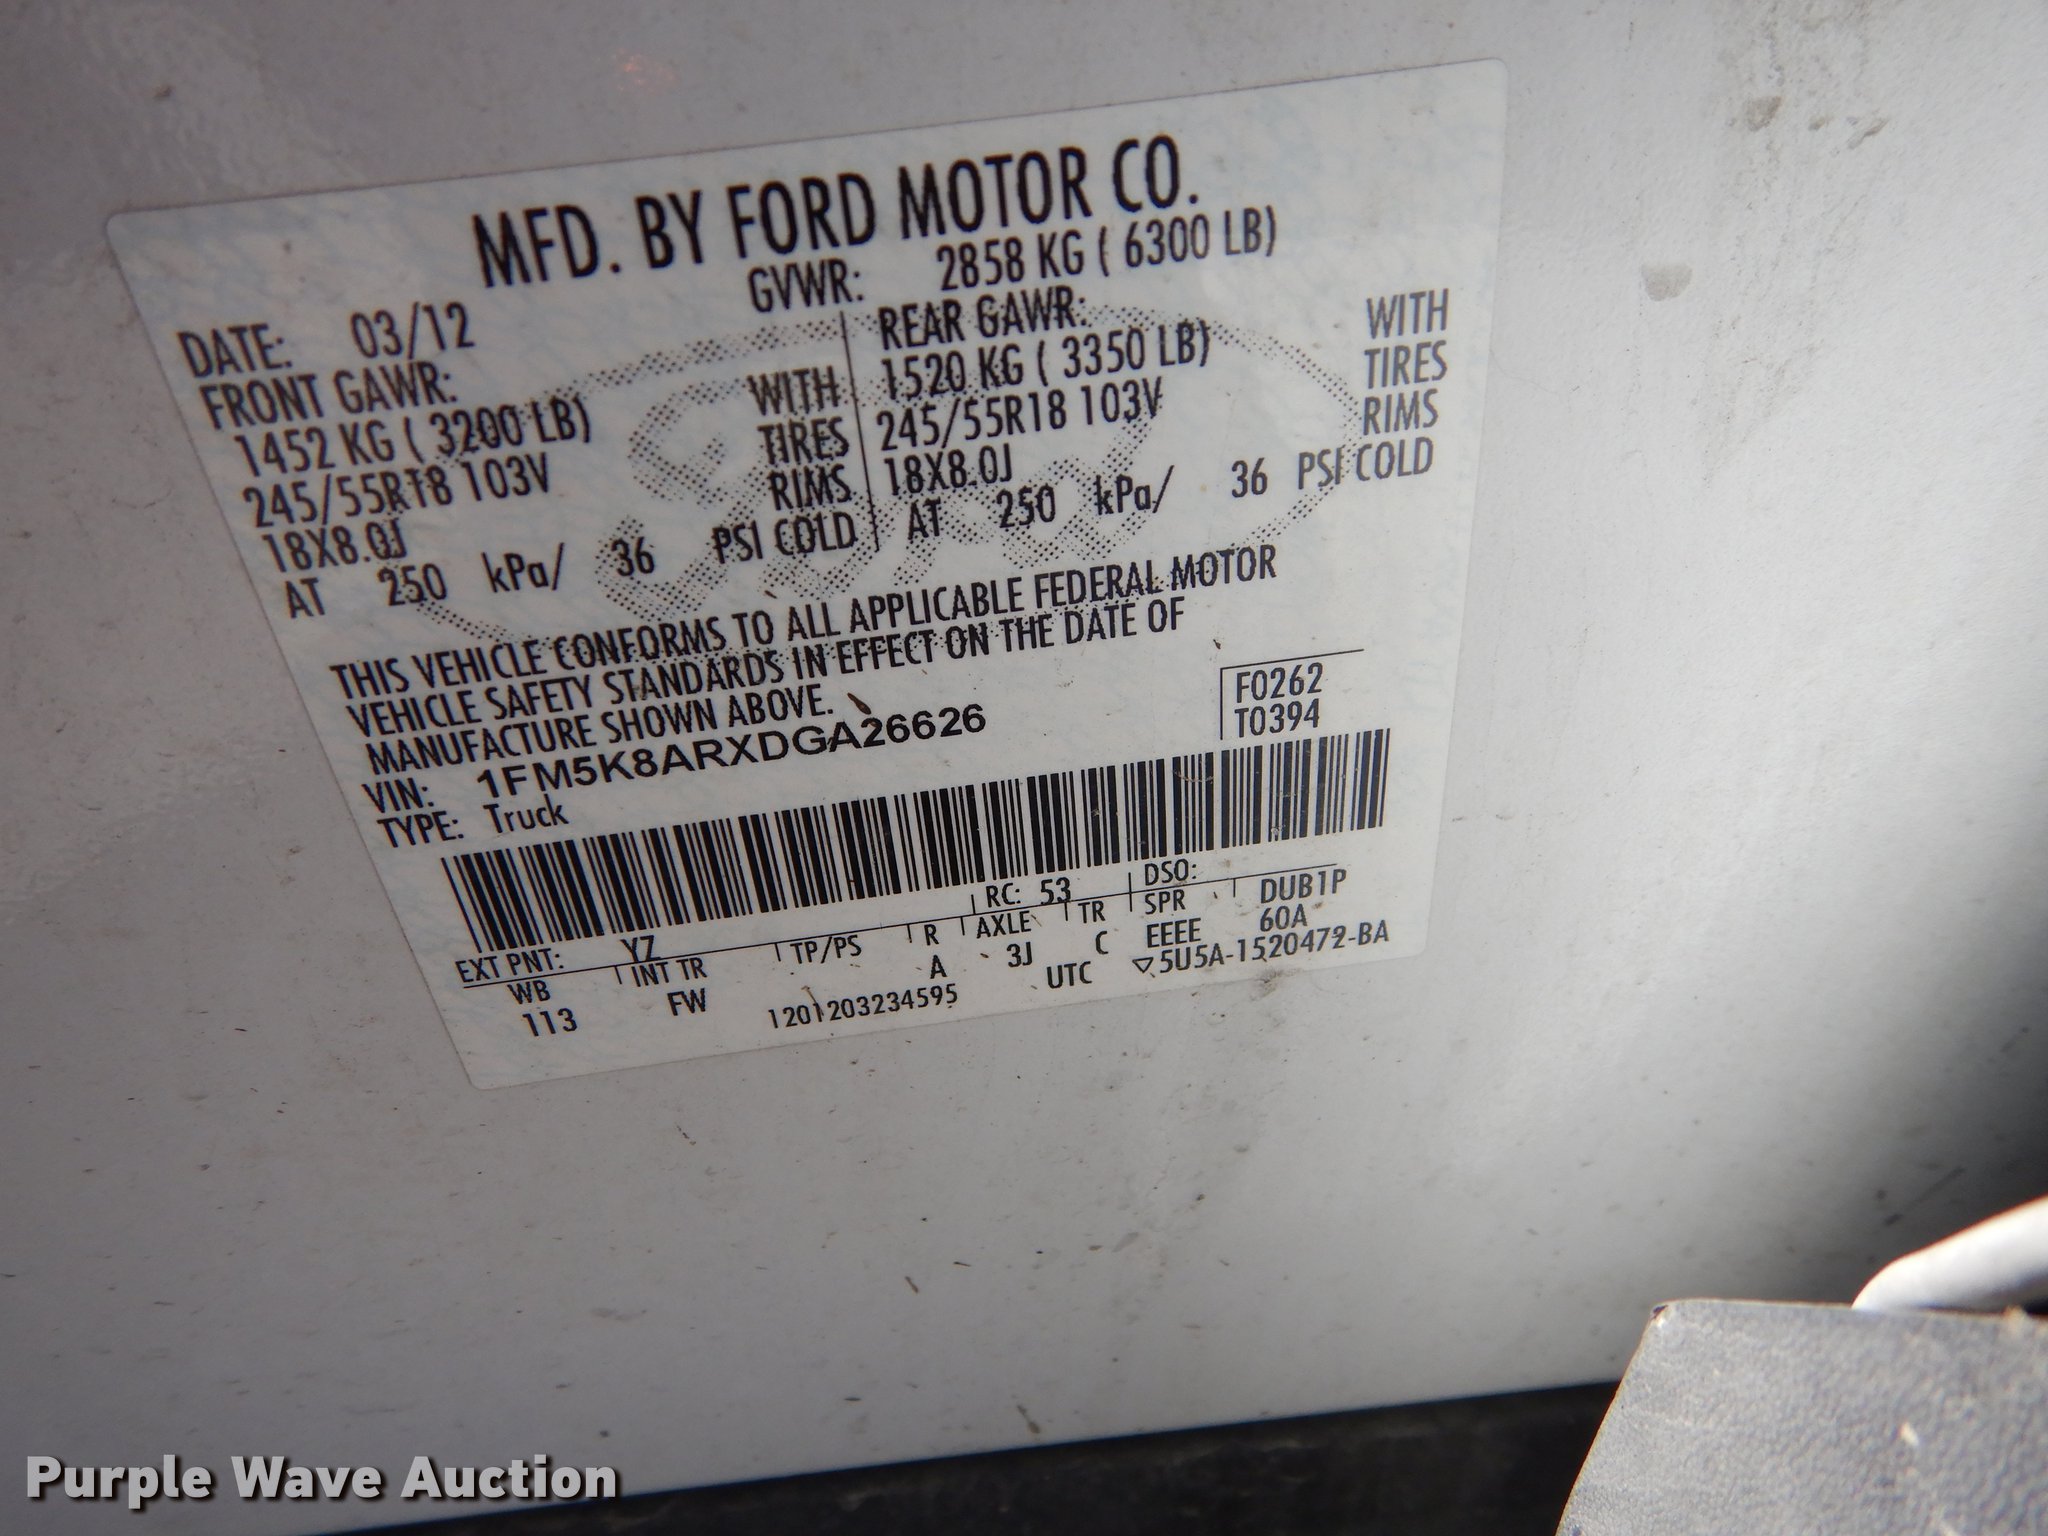 MFD. BY FORD MOTOR CO.
DATE: 03/12 GVWR: 2858 KG ( 6300 LB)
FRONT GAWR: REAR GAWR:
1452 KG ( 3200 LB) WITH 1520 KG ( 3350 LB) WITH
245/55R18 103V TIRES 245/55R18 103V TIRES
18X8.0J RIMS 18X8.0J RIMS
AT 250 kPa/ 36 PSI COLD AT 250 kPa/ 36 PSI COLD
THIS VEHICLE CONFORMS TO ALL APPLICABLE FEDERAL MOTOR
VEHICLE SAFETY STANDARDS IN EFFECT ON THE DATE OF
MANUFACTURE SHOWN ABOVE.
VIN: 1FM5K8ARXDGA26626
TYPE: Truck
F0262
T0394
EXT PNT: YZ RC: 53 DSO:
WB INT TR TP/PS R AXLE TR SPR DUB1P
113 FW A 3J C EEEE 60A
1201203234595 UTC ▽5U5A-1520472-BA
Purple Wave Auction